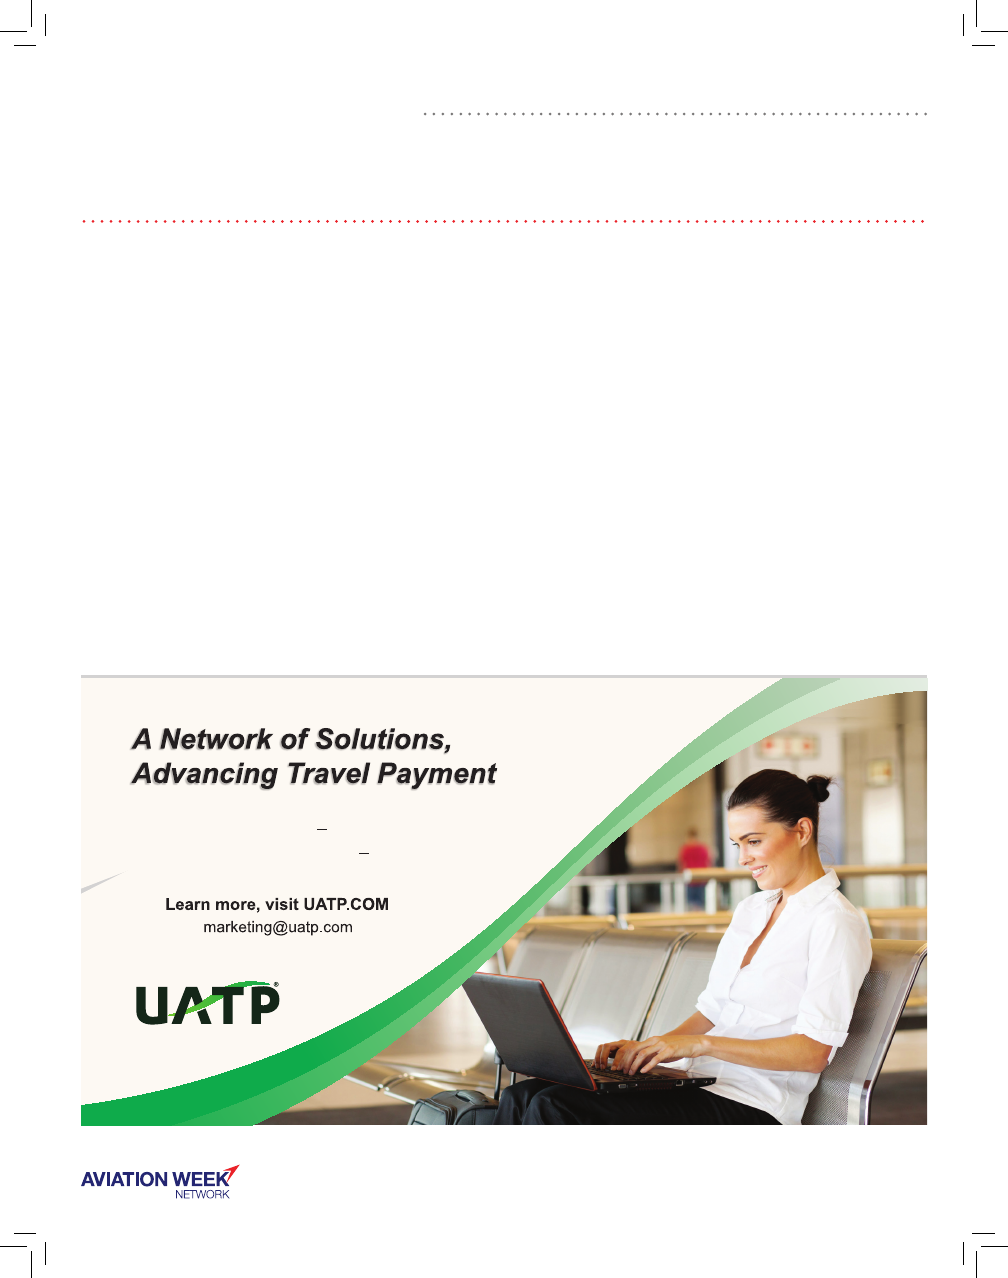 A Network of Solutions,
Advancing Travel Payment
Learn more, visit UATP.COM
marketing@uatp.com
UATP®
AVIATION WEEK
NETWORK